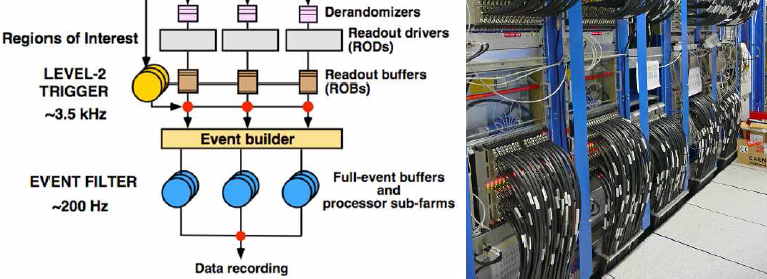 Derandomizers
Regions of Interest
Readout drivers
(RODs)
LEVEL-2
TRIGGER
~3.5 kHz
Readout buffers
(ROBs)
Event builder
EVENT FILTER
~200 Hz
Full-event buffers
and
processor sub-farms
Data recording
CAEN